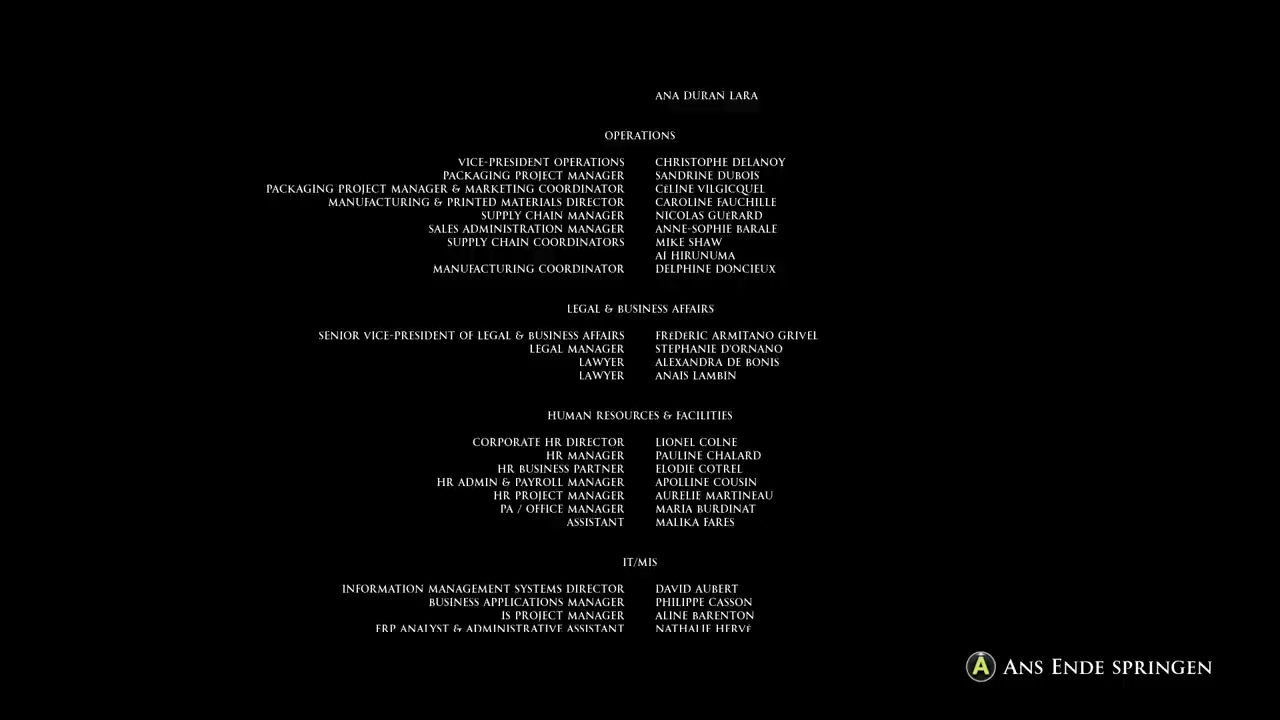 ANA DURAN LARA
OPERATIONS
VICE-PRESIDENT OPERATIONS CHRISTOPHE DELANOY
PACKAGING PROJECT MANAGER SANDRINE DUBOIS
PACKAGING PROJECT MANAGER & MARKETING COORDINATOR CéLINE VILGICQUEL
MANUFACTURING & PRINTED MATERIALS DIRECTOR CAROLINE FAUCHILLE
SUPPLY CHAIN MANAGER NICOLAS GUéRARD
SALES ADMINISTRATION MANAGER ANNE-SOPHIE BARALE
SUPPLY CHAIN COORDINATORS MIKE SHAW
AI HIRUNUMA
MANUFACTURING COORDINATOR DELPHINE DONCIEUX
LEGAL & BUSINESS AFFAIRS
SENIOR VICE-PRESIDENT OF LEGAL & BUSINESS AFFAIRS FRéDéRIC ARMITANO GRIVEL
LEGAL MANAGER STEPHANIE D'ORNANO
LAWYER ALEXANDRA DE BONIS
LAWYER ANAIS LAMBIN
HUMAN RESOURCES & FACILITIES
CORPORATE HR DIRECTOR LIONEL COLNE
HR MANAGER PAULINE CHALARD
HR BUSINESS PARTNER ELODIE COTREL
HR ADMIN & PAYROLL MANAGER APOLLINE COUSIN
HR PROJECT MANAGER AURELIE MARTINEAU
PA / OFFICE MANAGER MARIA BURDINAT
ASSISTANT MALIKA FARES
IT/MIS
INFORMATION MANAGEMENT SYSTEMS DIRECTOR DAVID AUBERT
BUSINESS APPLICATIONS MANAGER PHILIPPE CASSON
IS PROJECT MANAGER ALINE BARENTON
ERP ANALYST & ADMINISTRATIVE ASSISTANT NATHALIE HERVé
A ANS ENDE SPRINGEN